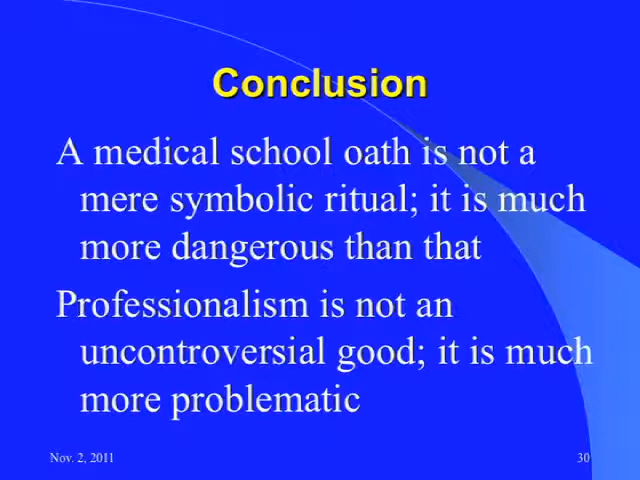 Conclusion
A medical school oath is not a
mere symbolic ritual; it is much
more dangerous than that
Professionalism is not an
uncontroversial good; it is much
more problematic
Nov. 2, 2011
30